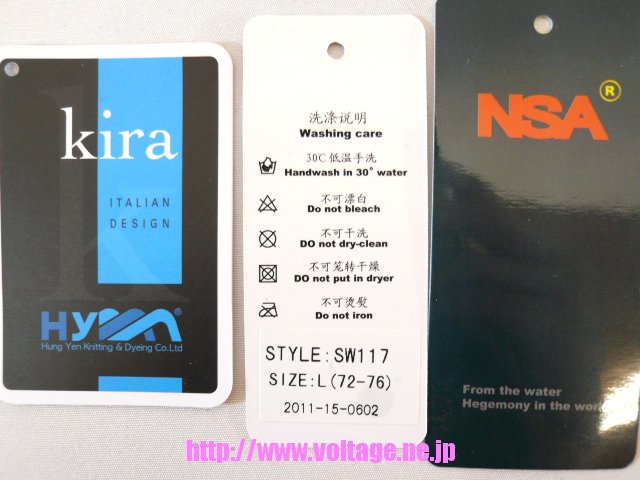 kira
ITALIAN
DESIGN
HYM®
Hung Yen Knitting & Dyeing Co.Ltd
洗涤说明
Washing care
30C 低温手洗
Handwash in 30° water
不可漂白
Do not bleach
不可干洗
DO not dry-clean
不可笼转干燥
DO not put in dryer
不可烫熨
Do not iron
STYLE:SW117
SIZE:L(72-76)
2011-15-0602
NSA®
From the water
Hegemony in the wor
http://www.voltage.ne.jp